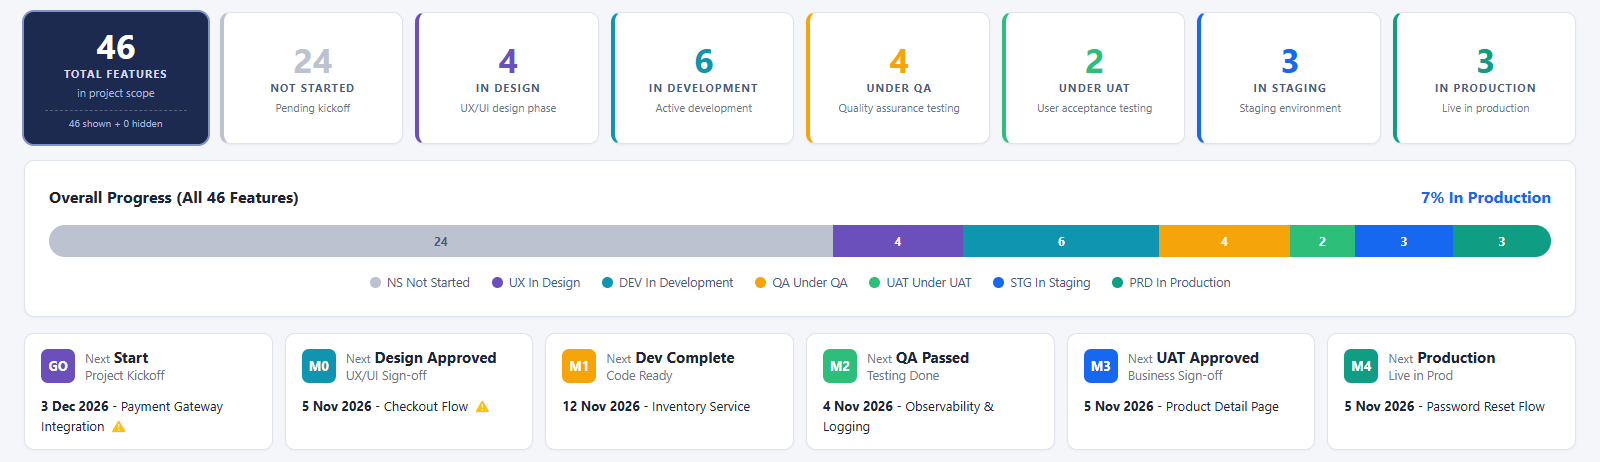 46
TOTAL FEATURES
in project scope
46 shown + 0 hidden
24
NOT STARTED
Pending kickoff
4
IN DESIGN
UX/UI design phase
6
IN DEVELOPMENT
Active development
4
UNDER QA
Quality assurance testing
2
UNDER UAT
User acceptance testing
3
IN STAGING
Staging environment
3
IN PRODUCTION
Live in production
Overall Progress (All 46 Features)
7% In Production
24 4 6 4 2 3 3
NS Not Started UX In Design DEV In Development QA Under QA UAT Under UAT STG In Staging PRD In Production
GO Next Start
Project Kickoff
3 Dec 2026 - Payment Gateway
Integration
M0 Next Design Approved
UX/UI Sign-off
5 Nov 2026 - Checkout Flow
M1 Next Dev Complete
Code Ready
12 Nov 2026 - Inventory Service
M2 Next QA Passed
Testing Done
4 Nov 2026 - Observability &
Logging
M3 Next UAT Approved
Business Sign-off
5 Nov 2026 - Product Detail Page
M4 Next Production
Live in Prod
5 Nov 2026 - Password Reset Flow